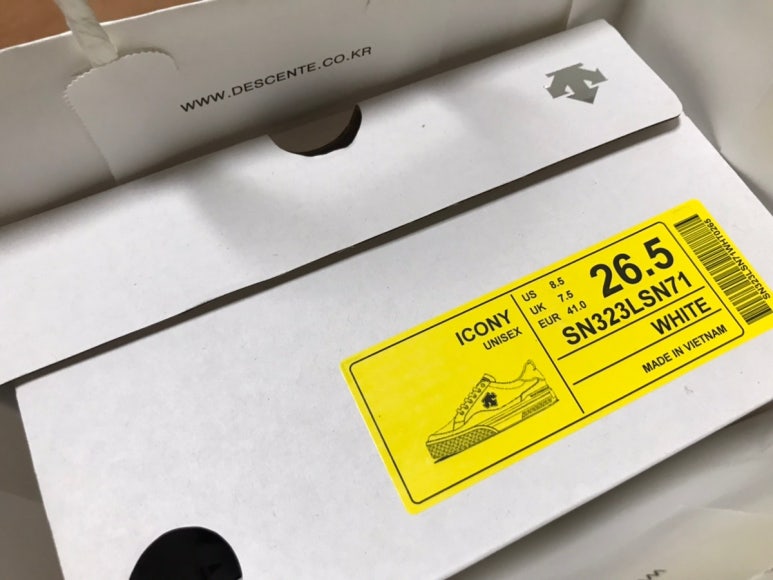 WWW.DESCENTE.CO.KR
ICONY
UNISEX
US 8.5
UK 7.5
EUR 41.0
26.5
SN323LSN71
WHITE
MADE IN VIETNAM
SN323LSN71WHT0265